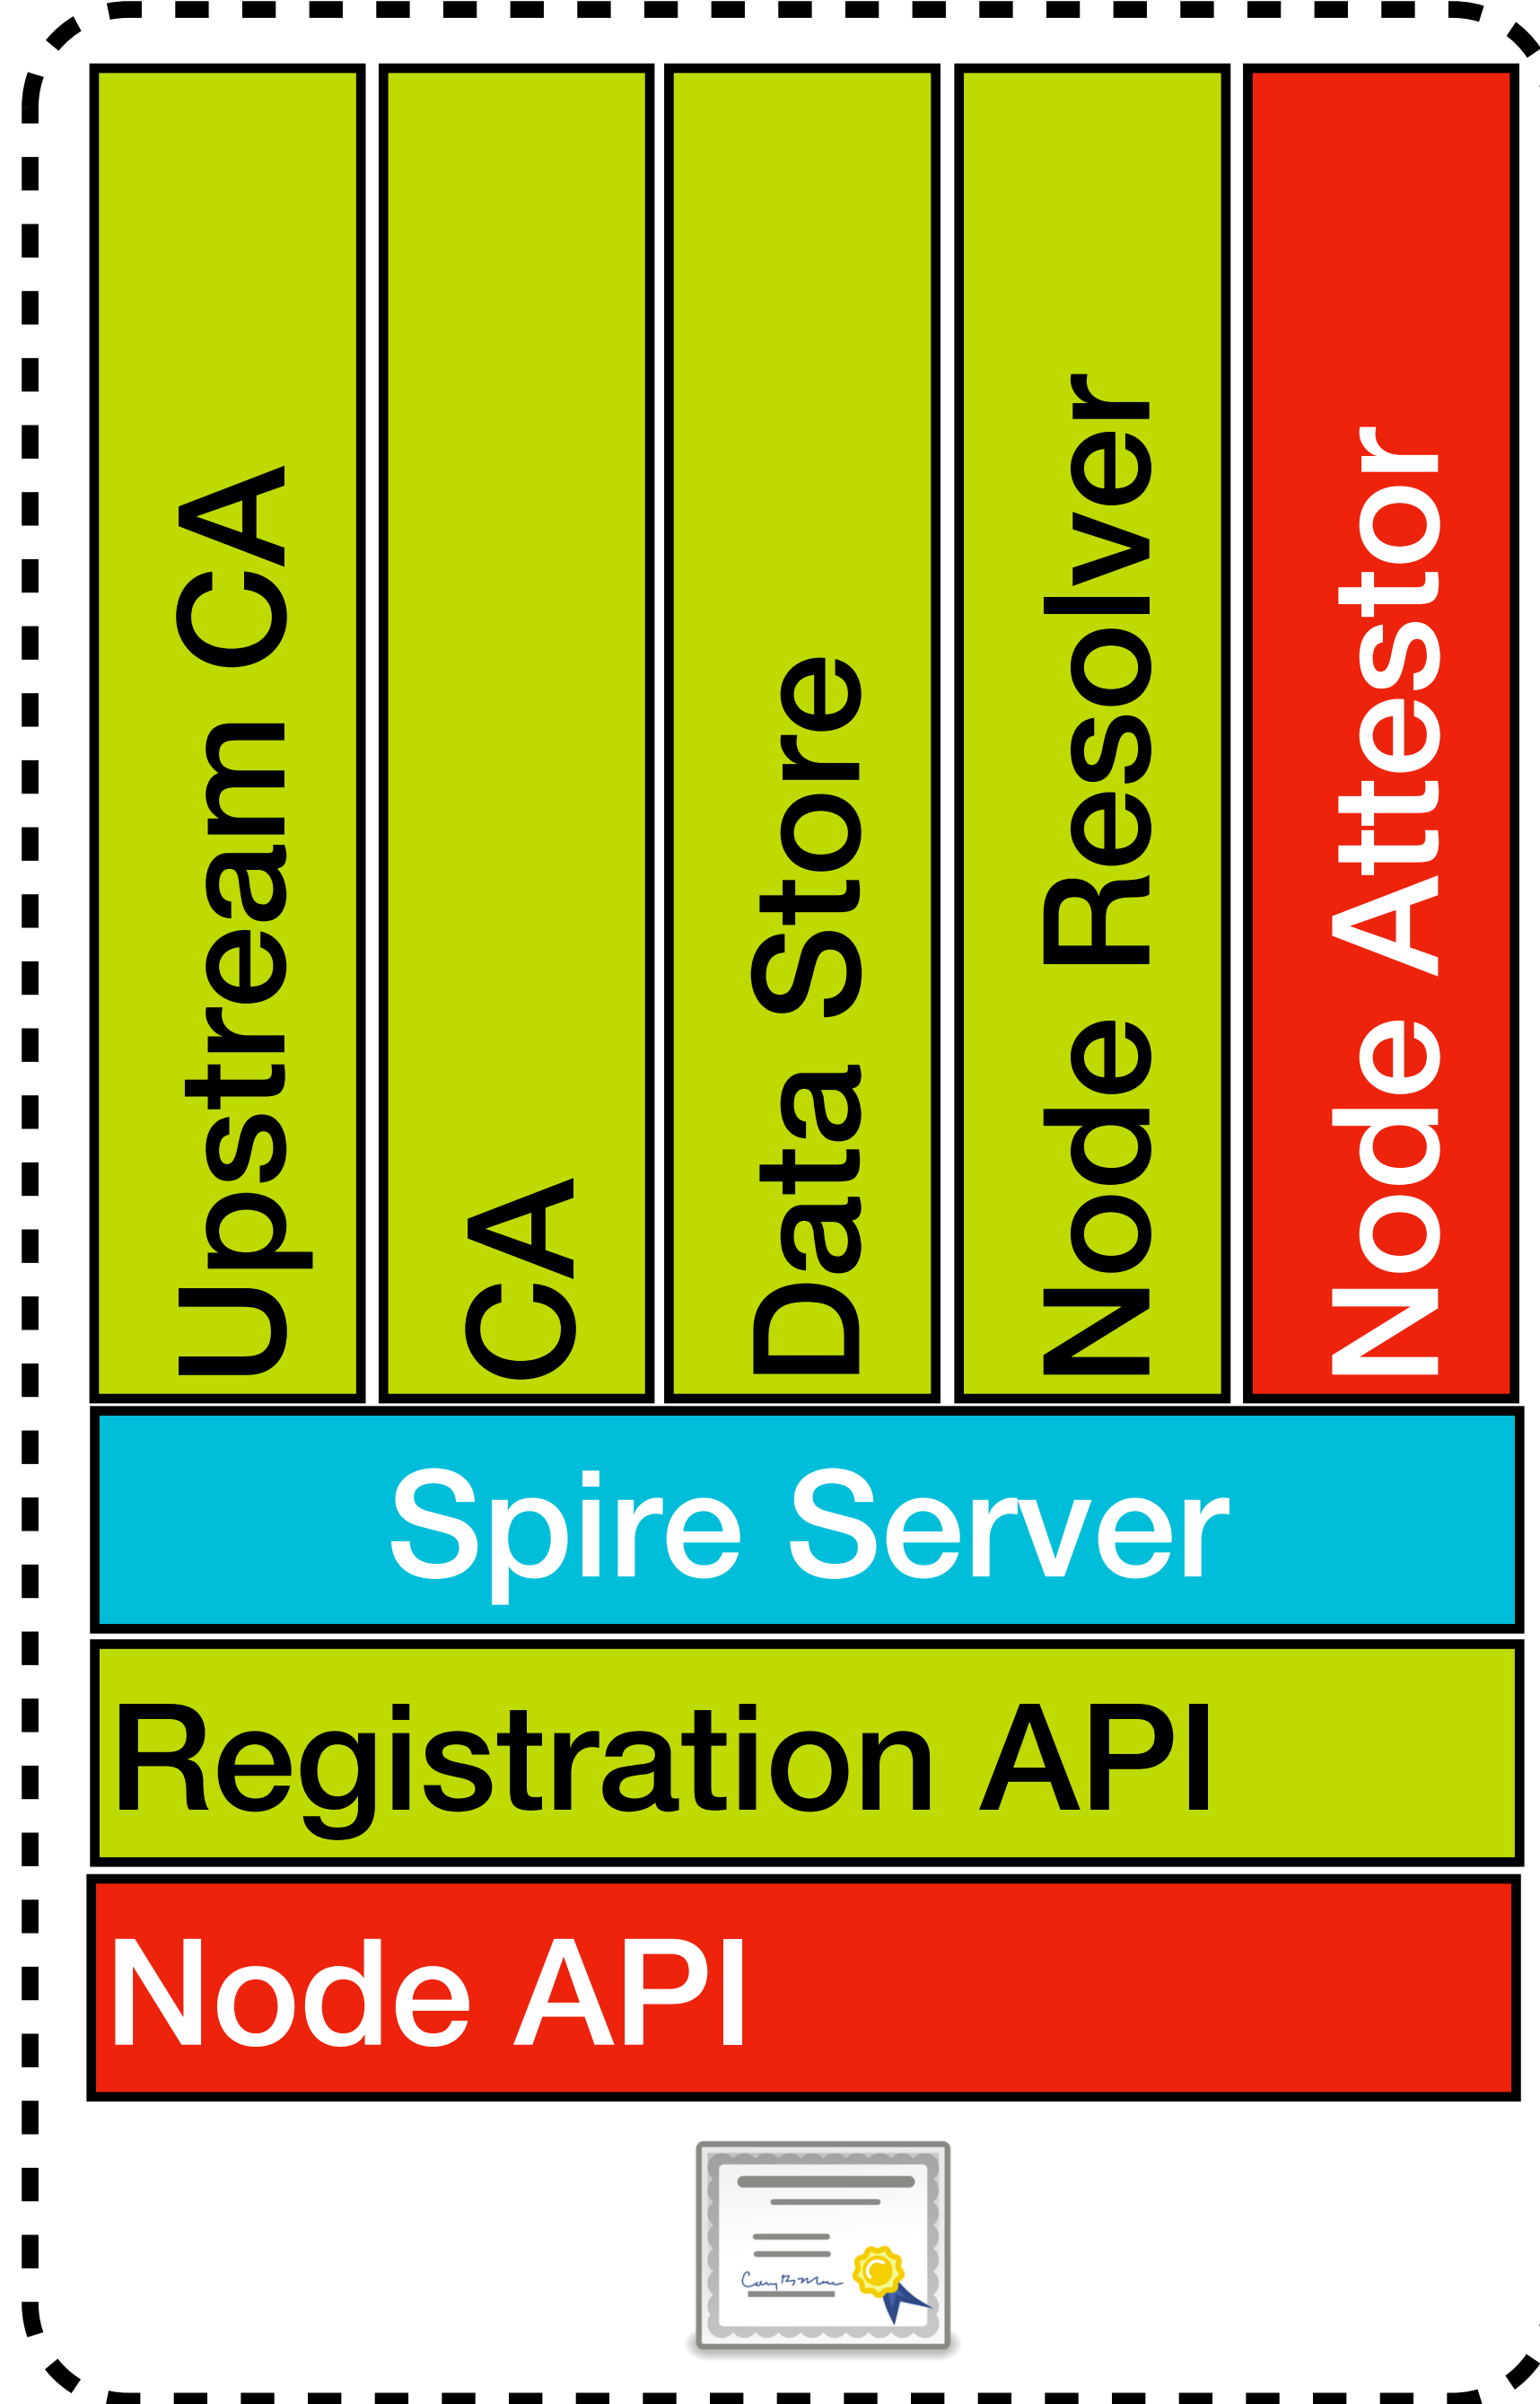 Upstream CA
CA
Data Store
Node Resolver
Node Attestor
Spire Server
Registration API
Node API